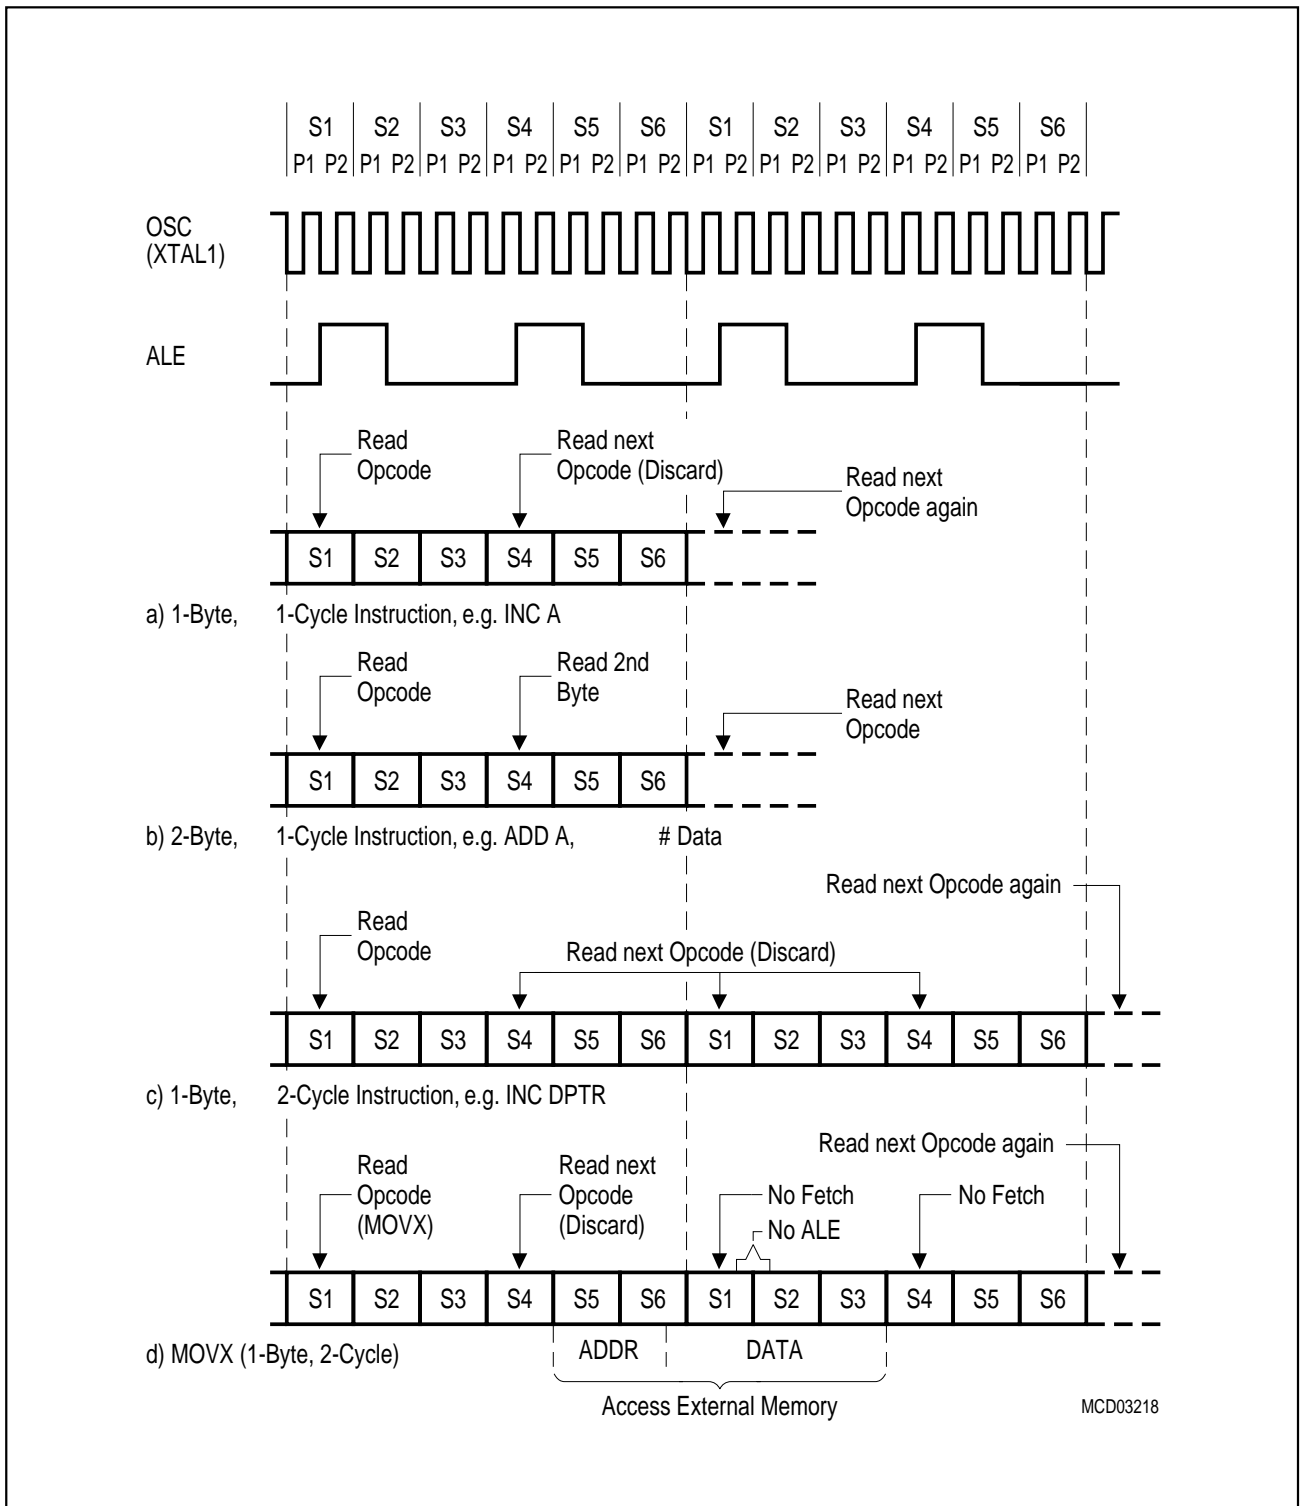 S1 S2 S3 S4 S5 S6 S1 S2 S3 S4 S5 S6
P1 P2 P1 P2 P1 P2 P1 P2 P1 P2 P1 P2 P1 P2 P1 P2 P1 P2 P1 P2 P1 P2 P1 P2
OSC
(XTAL1)
ALE
Read
Opcode
Read next
Opcode (Discard)
Read next
Opcode again
S1 S2 S3 S4 S5 S6
a) 1-Byte, 1-Cycle Instruction, e.g. INC A
Read
Opcode
Read 2nd
Byte
Read next
Opcode
S1 S2 S3 S4 S5 S6
b) 2-Byte, 1-Cycle Instruction, e.g. ADD A, # Data
Read next Opcode again
Read
Opcode
Read next Opcode (Discard)
S1 S2 S3 S4 S5 S6 S1 S2 S3 S4 S5 S6
c) 1-Byte, 2-Cycle Instruction, e.g. INC DPTR
Read next Opcode again
Read
Opcode
(MOVX)
Read next
Opcode
(Discard)
No Fetch
No ALE
No Fetch
S1 S2 S3 S4 S5 S6 S1 S2 S3 S4 S5 S6
d) MOVX (1-Byte, 2-Cycle)
ADDR DATA
Access External Memory
MCD03218